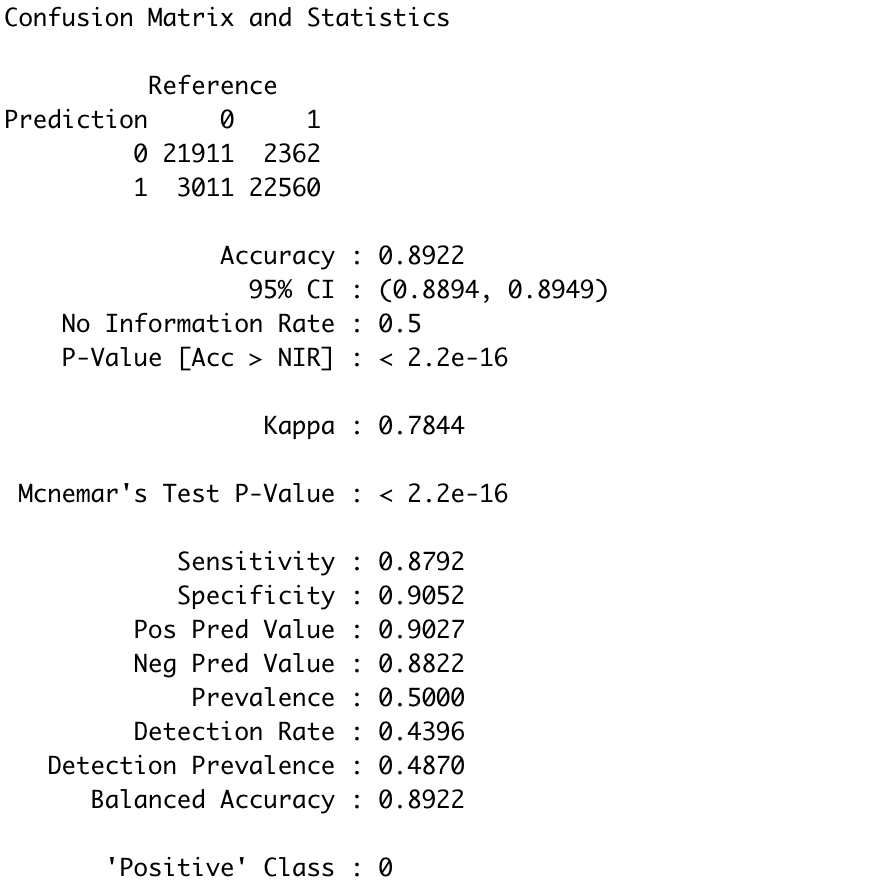 Confusion Matrix and Statistics
Reference
Prediction 0 1
0 21911 2362
1 3011 22560
Accuracy : 0.8922
95% CI : (0.8894, 0.8949)
No Information Rate : 0.5
P-Value [Acc > NIR] : < 2.2e-16
Kappa : 0.7844
Mcnemar's Test P-Value : < 2.2e-16
Sensitivity : 0.8792
Specificity : 0.9052
Pos Pred Value : 0.9027
Neg Pred Value : 0.8822
Prevalence : 0.5000
Detection Rate : 0.4396
Detection Prevalence : 0.4870
Balanced Accuracy : 0.8922
'Positive' Class : 0